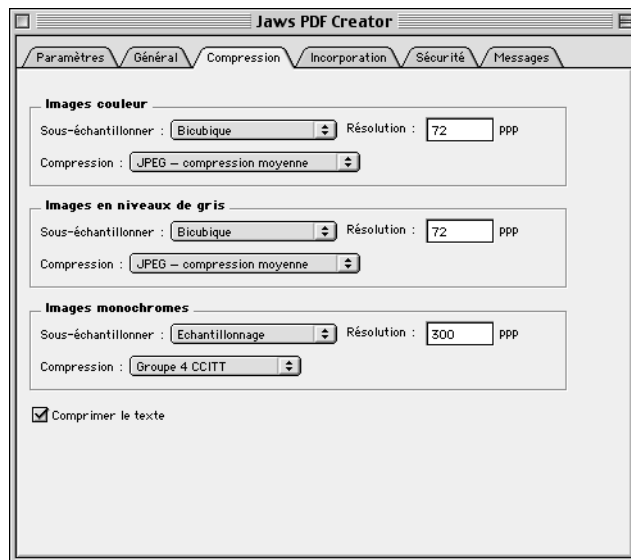 Jaws PDF Creator
Paramètres Général Compression Incorporation Sécurité Messages
Images couleur
Sous-échantillonner : Bicubique Résolution : 72 ppp
Compression : JPEG – compression moyenne
Images en niveaux de gris
Sous-échantillonner : Bicubique Résolution : 72 ppp
Compression : JPEG – compression moyenne
Images monochromes
Sous-échantillonner : Echantillonnage Résolution : 300 ppp
Compression : Groupe 4 CCITT
Comprimer le texte